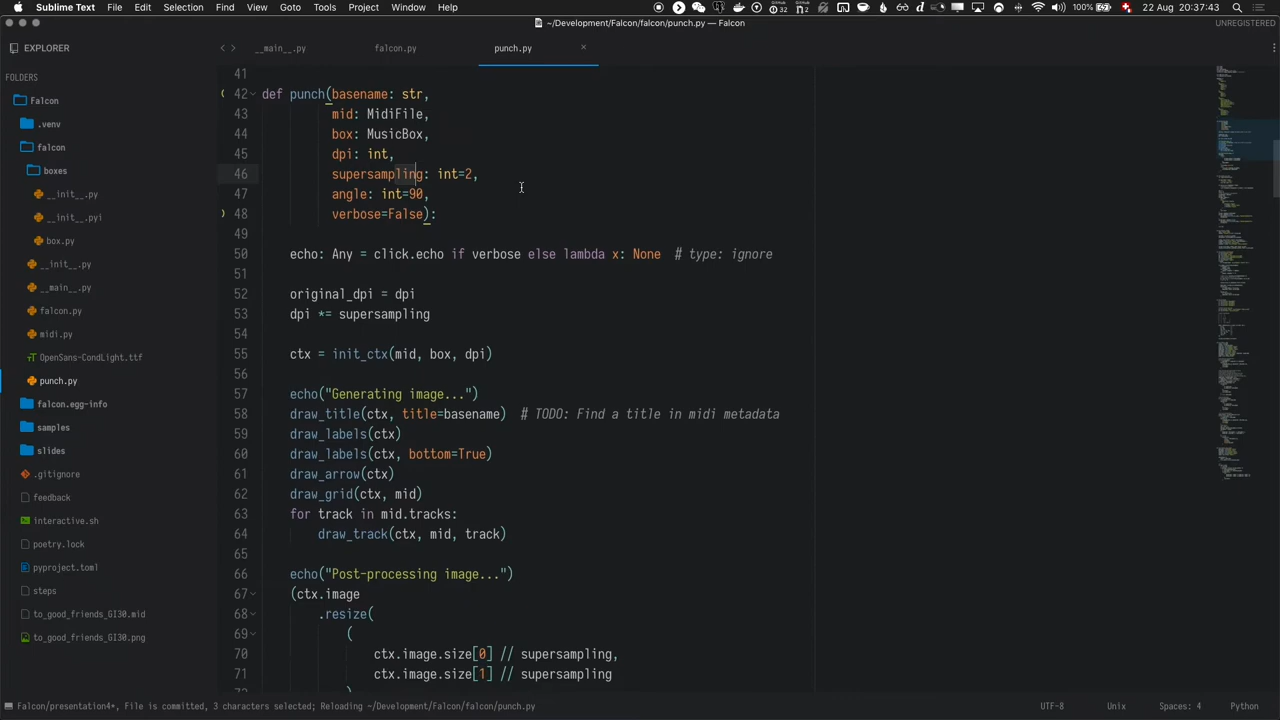 Sublime Text File Edit Selection Find View Goto Tools Project Window Help
32 2 100% 22 Aug 20:37:43
~/Development/Falcon/falcon/punch.py — Falcon UNREGISTERED
EXPLORER __main__.py falcon.py punch.py ×
FOLDERS
Falcon
.venv
falcon
boxes
__init__.py
__init__.pyi
box.py
__init__.py
__main__.py
falcon.py
midi.py
OpenSans-CondLight.ttf
punch.py
falcon.egg-info
samples
slides
.gitignore
feedback
interactive.sh
poetry.lock
pyproject.toml
steps
to_good_friends_GI30.mid
to_good_friends_GI30.png
41
42 def punch(basename: str,
43 mid: MidiFile,
44 box: MusicBox,
45 dpi: int,
46 supersampling: int=2,
47 angle: int=90,
48 verbose=False):
49
50 echo: Any = click.echo if verbose else lambda x: None # type: ignore
51
52 original_dpi = dpi
53 dpi *= supersampling
54
55 ctx = init_ctx(mid, box, dpi)
56
57 echo("Generating image...")
58 draw_title(ctx, title=basename) # TODO: Find a title in midi metadata
59 draw_labels(ctx)
60 draw_labels(ctx, bottom=True)
61 draw_arrow(ctx)
62 draw_grid(ctx, mid)
63 for track in mid.tracks:
64 draw_track(ctx, mid, track)
65
66 echo("Post-processing image...")
67 (ctx.image
68 .resize(
69 (
70 ctx.image.size[0] // supersampling,
71 ctx.image.size[1] // supersampling
Falcon/presentation4*, File is committed, 3 characters selected; Reloading ~/Development/Falcon/falcon/punch.py UTF-8 Unix Spaces: 4 Python